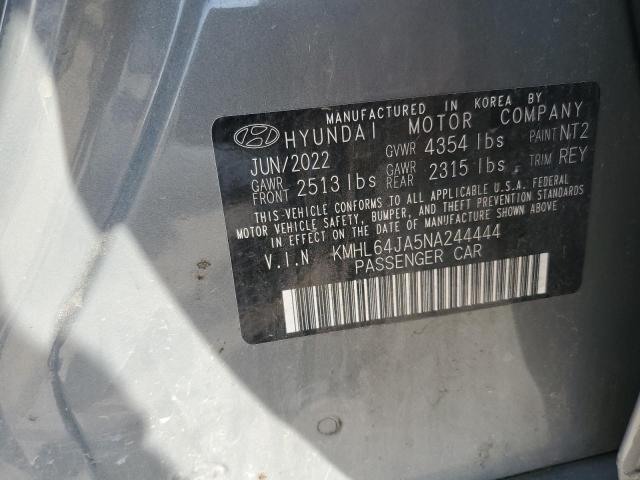 MANUFACTURED IN KOREA BY
HYUNDAI MOTOR COMPANY
JUN/2022 GVWR 4354 lbs PAINT NT2
GAWR FRONT 2513 lbs GAWR REAR 2315 lbs TRIM REY
THIS VEHICLE CONFORMS TO ALL APPLICABLE U.S.A. FEDERAL
MOTOR VEHICLE SAFETY, BUMPER, AND THEFT PREVENTION STANDARDS
IN EFFECT ON THE DATE OF MANUFACTURE SHOWN ABOVE.
V.I.N KMHL64JA5NA244444
PASSENGER CAR